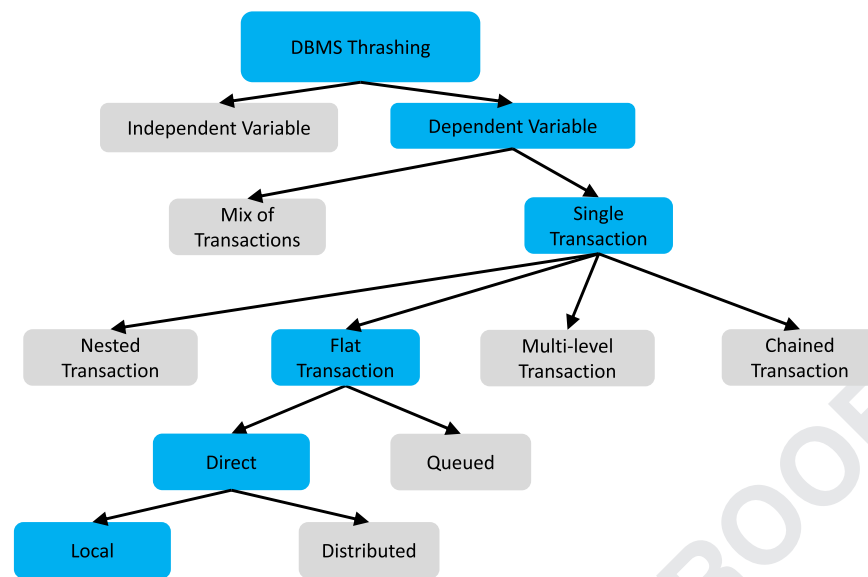 DBMS Thrashing
Independent Variable
Dependent Variable
Mix of
Transactions
Single
Transaction
Nested
Transaction
Flat
Transaction
Multi-level
Transaction
Chained
Transaction
Direct
Queued
Local
Distributed